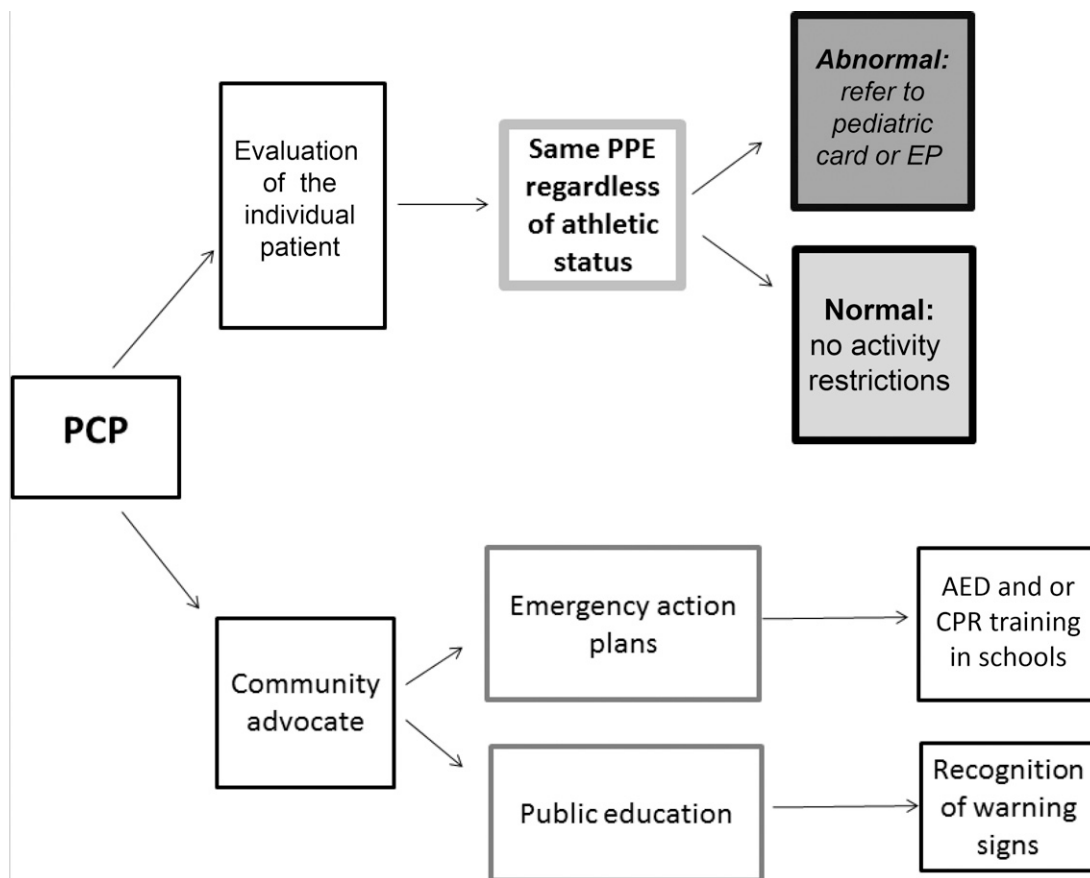 PCP
Evaluation
of the
individual
patient
Same PPE
regardless
of athletic
status
Abnormal:
refer to
pediatric
card or EP
Normal:
no activity
restrictions
Community
advocate
Emergency action
plans
AED and or
CPR training
in schools
Public education
Recognition
of warning
signs